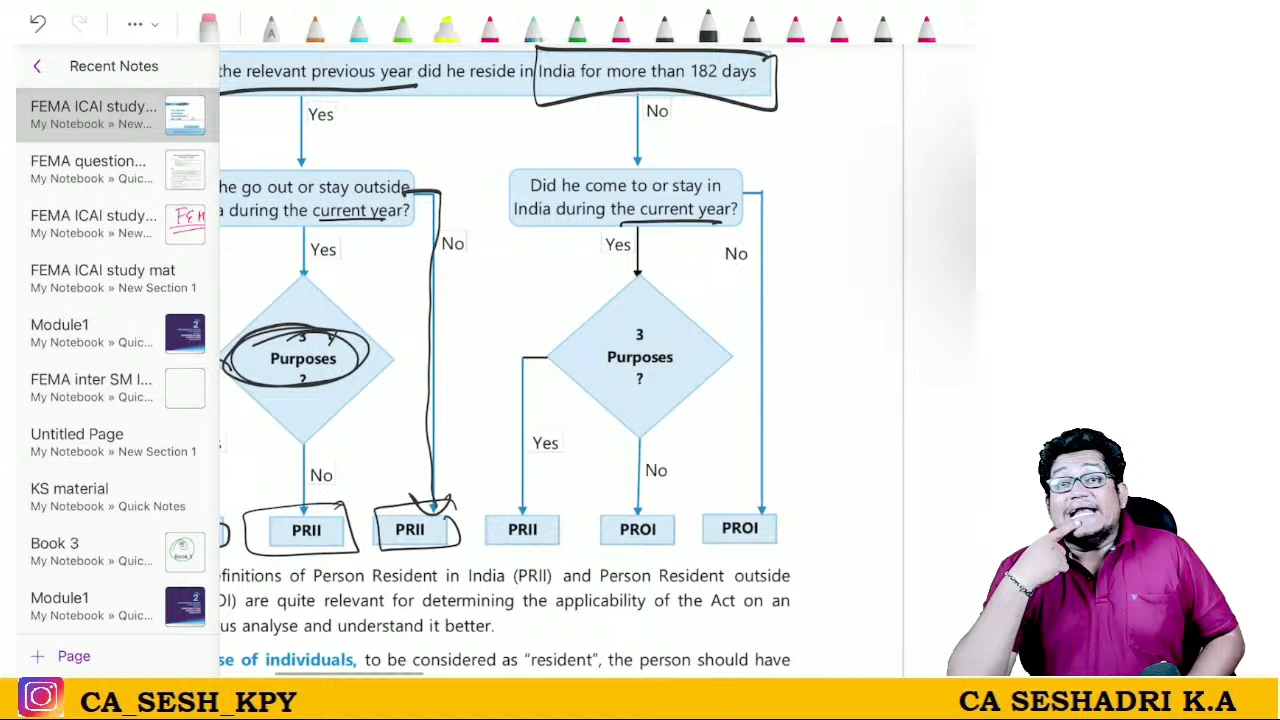 A
Recent Notes
FEMA ICAI study...
My Notebook » New...
FEMA question...
My Notebook » Quic...
FEMA ICAI study...
My Notebook » New...
FEMA ICAI study mat
My Notebook » New Section 1
Module1
My Notebook » Quic...
FEMA inter SM I...
My Notebook » Quic...
Untitled Page
My Notebook » New Section 1
KS material
My Notebook » Quick Notes
Book 3
My Notebook » Quic...
Module1
My Notebook » Quic...
+ Page
the relevant previous year did he reside in India for more than 182 days
Yes
No
he go out or stay outside
a during the current year?
Did he come to or stay in
India during the current year?
Yes
No
Yes
No
3
Purposes
?
3
Purposes
?
No
Yes
No
PRII
PRII
PRII
PROI
PROI
efinitions of Person Resident in India (PRII) and Person Resident outside
OI) are quite relevant for determining the applicability of the Act on an
us analyse and understand it better.
se of individuals, to be considered as “resident”, the person should have
CA_SESH_KPY
CA SESHADRI K.A